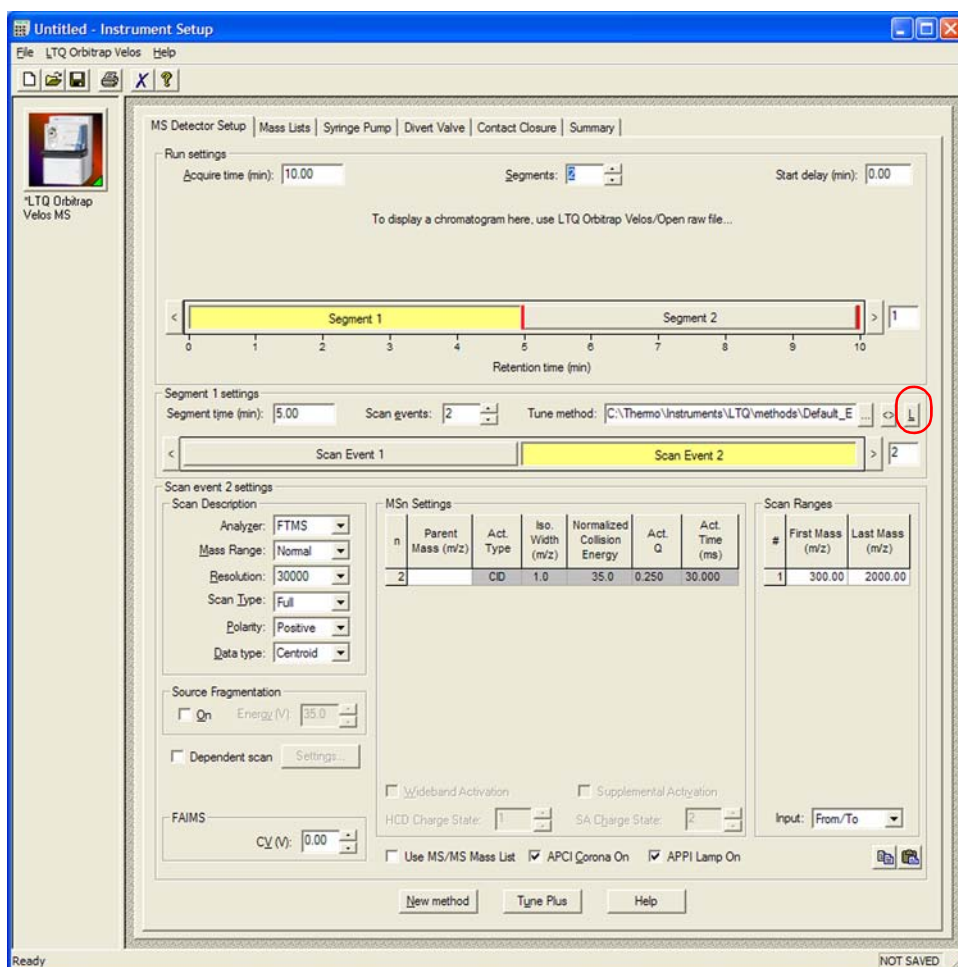 Untitled - Instrument Setup
File LTQ Orbitrap Velos Help
*LTQ Orbitrap
Velos MS
MS Detector Setup Mass Lists Syringe Pump Divert Valve Contact Closure Summary
Run settings
Acquire time (min): 10.00 Segments: 2 Start delay (min): 0.00
To display a chromatogram here, use LTQ Orbitrap Velos/Open raw file...
< Segment 1 Segment 2 > 1
0 1 2 3 4 5 6 7 8 9 10
Retention time (min)
Segment 1 settings
Segment time (min): 5.00 Scan events: 2 Tune method: C:\Thermo\Instruments\LTQ\methods\Default_E ... <> L
< Scan Event 1 Scan Event 2 > 2
Scan event 2 settings
Scan Description
Analyzer: FTMS
Mass Range: Normal
Resolution: 30000
Scan Type: Full
Polarity: Positive
Data type: Centroid
Source Fragmentation
On Energy (V): 35.0
Dependent scan Settings...
FAIMS
CV (V): 0.00
MSn Settings
n Parent Mass (m/z) Act. Type Iso. Width (m/z) Normalized Collision Energy Act. Q Act. Time (ms)
2 CID 1.0 35.0 0.250 30.000
Wideband Activation Supplemental Activation
HCD Charge State: 1 SA Charge State: 2
Use MS/MS Mass List APCI Corona On APPI Lamp On
Scan Ranges
# First Mass (m/z) Last Mass (m/z)
1 300.00 2000.00
Input: From/To
New method Tune Plus Help
Ready NOT SAVED